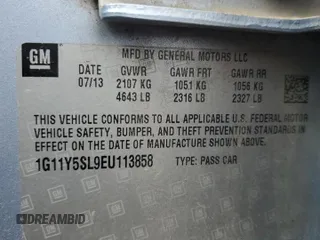 GM
MFD BY GENERAL MOTORS LLC
DATE GVWR GAWR FRT GAWR RR
07/13 2107 KG 1051 KG 1056 KG
4643 LB 2316 LB 2327 LB
THIS VEHICLE CONFORMS TO ALL APPLICABLE U.S. FEDERAL MOTOR
VEHICLE SAFETY, BUMPER, AND THEFT PREVENTION STANDARDS
IN EFFECT ON THE DATE OF MANUFACTURE SHOWN ABOVE.
1G11Y5SL9EU113858 TYPE: PASS CAR
DREAMBID